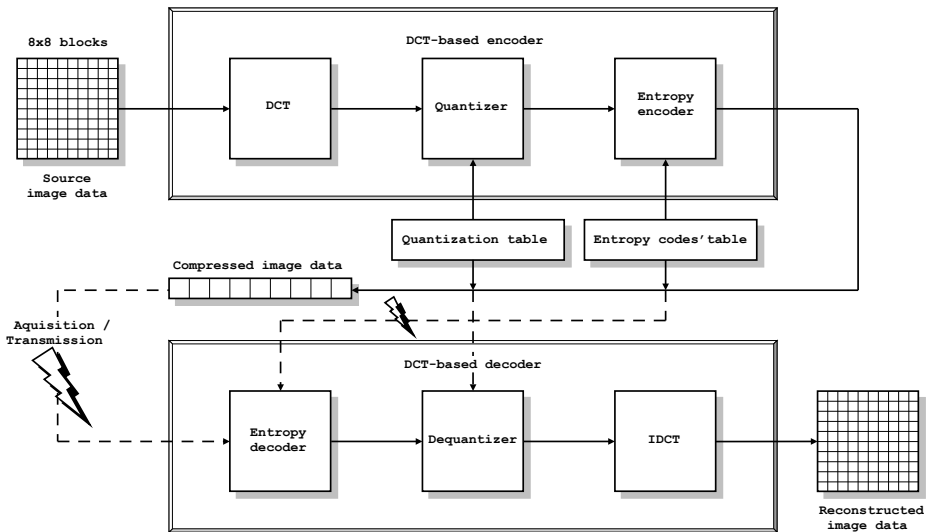 8x8 blocks
DCT-based encoder
DCT
Quantizer
Entropy
encoder
Source
image data
Quantization table
Entropy codes'table
Compressed image data
Aquisition /
Transmission
DCT-based decoder
Entropy
decoder
Dequantizer
IDCT
Reconstructed
image data